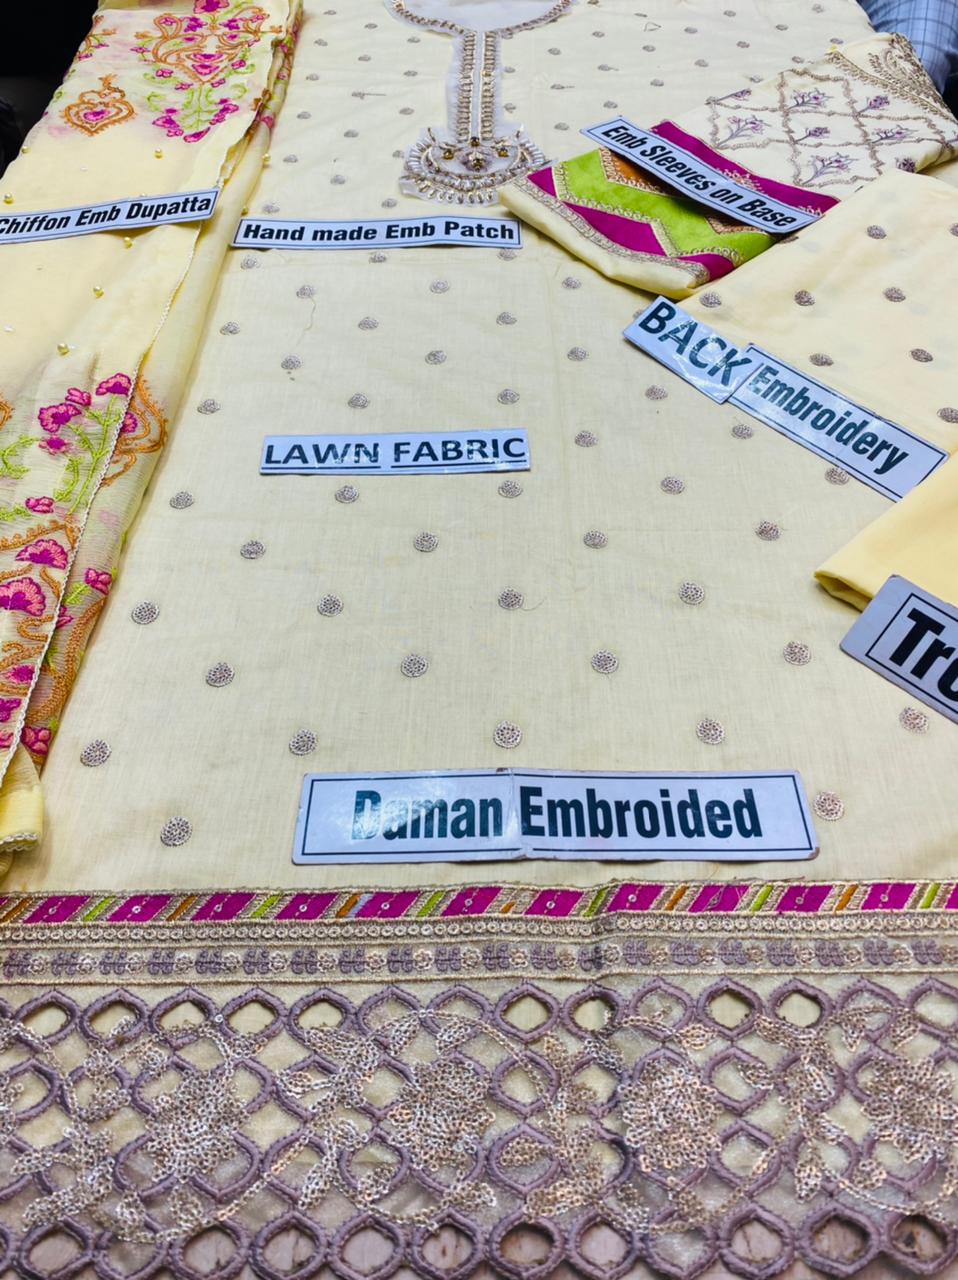 Emb Sleeves on Base
Chiffon Emb Dupatta
Hand made Emb Patch
BACK Embroidery
LAWN FABRIC
Daman Embroided